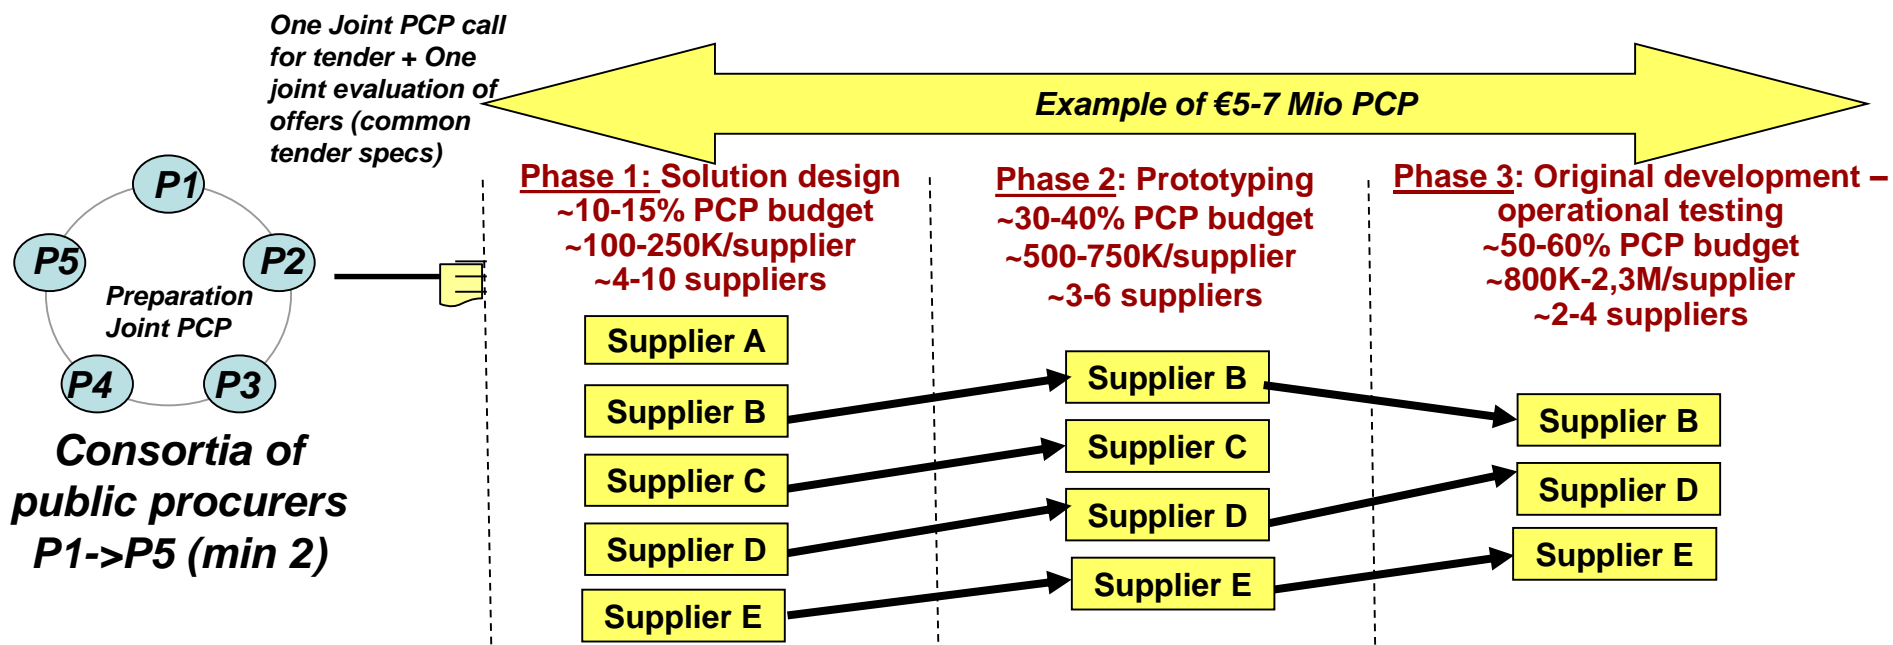 One Joint PCP call
for tender + One
joint evaluation of
offers (common
tender specs)
Example of €5-7 Mio PCP
P1
P2
P3
P4
P5
Preparation
Joint PCP
Consortia of
public procurers
P1->P5 (min 2)
Phase 1: Solution design
~10-15% PCP budget
~100-250K/supplier
~4-10 suppliers
Supplier A
Supplier B
Supplier C
Supplier D
Supplier E
Phase 2: Prototyping
~30-40% PCP budget
~500-750K/supplier
~3-6 suppliers
Supplier B
Supplier C
Supplier D
Supplier E
Phase 3: Original development –
operational testing
~50-60% PCP budget
~800K-2,3M/supplier
~2-4 suppliers
Supplier B
Supplier D
Supplier E